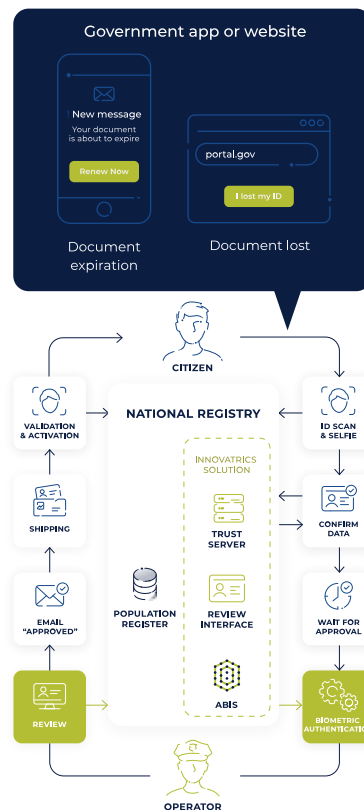 Government app or website
! New message
Your document
is about to expire
Renew Now
portal.gov
I lost my ID
Document
expiration
Document lost
CITIZEN
VALIDATION
& ACTIVATION
NATIONAL REGISTRY
ID SCAN
& SELFIE
INNOVATRICS
SOLUTION
SHIPPING
TRUST
SERVER
CONFIRM
DATA
EMAIL
“APPROVED”
POPULATION
REGISTER
REVIEW
INTERFACE
WAIT FOR
APPROVAL
REVIEW
ABIS
BIOMETRIC
AUTHENTICATION
OPERATOR